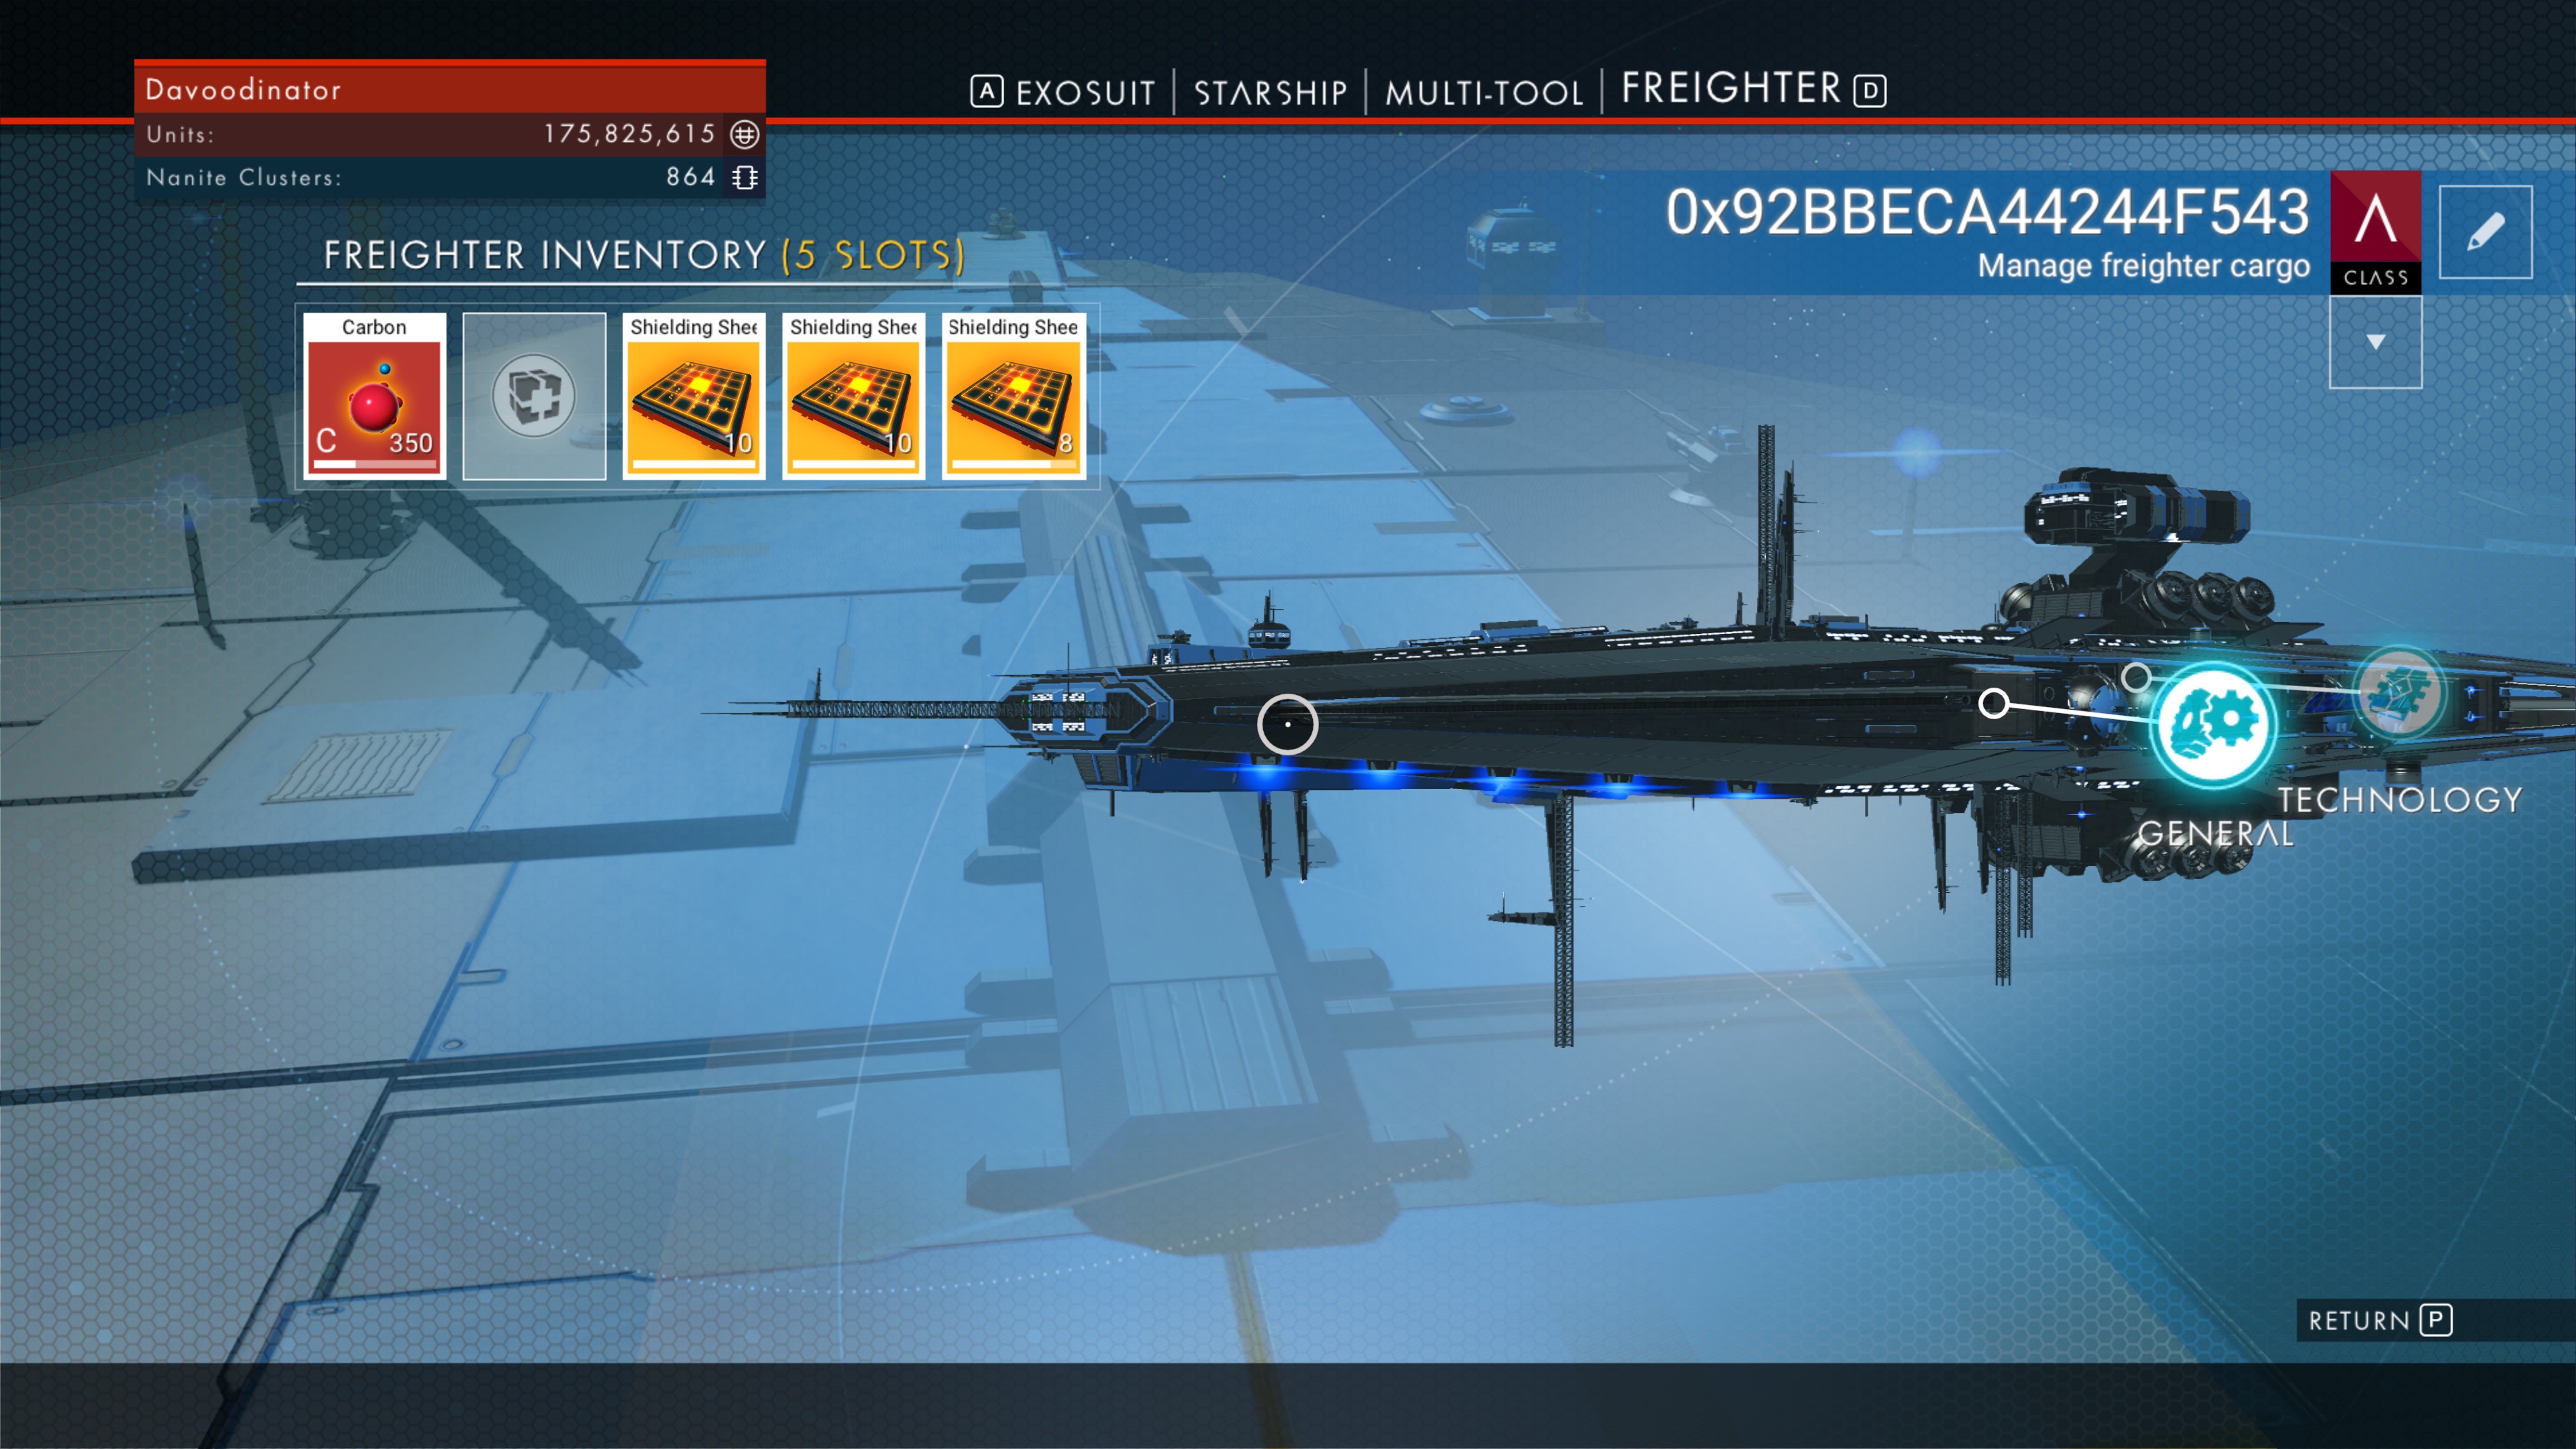 Davoodinator
Units: 175,825,615
Nanite Clusters: 864
A EXOSUIT STARSHIP MULTI-TOOL FREIGHTER D
0x92BBECA44244F543
Manage freighter cargo
A
CLASS
FREIGHTER INVENTORY (5 SLOTS)
Carbon Shielding Shee Shielding Shee Shielding Shee
C 350 10 10 8
TECHNOLOGY
GENERAL
RETURN P